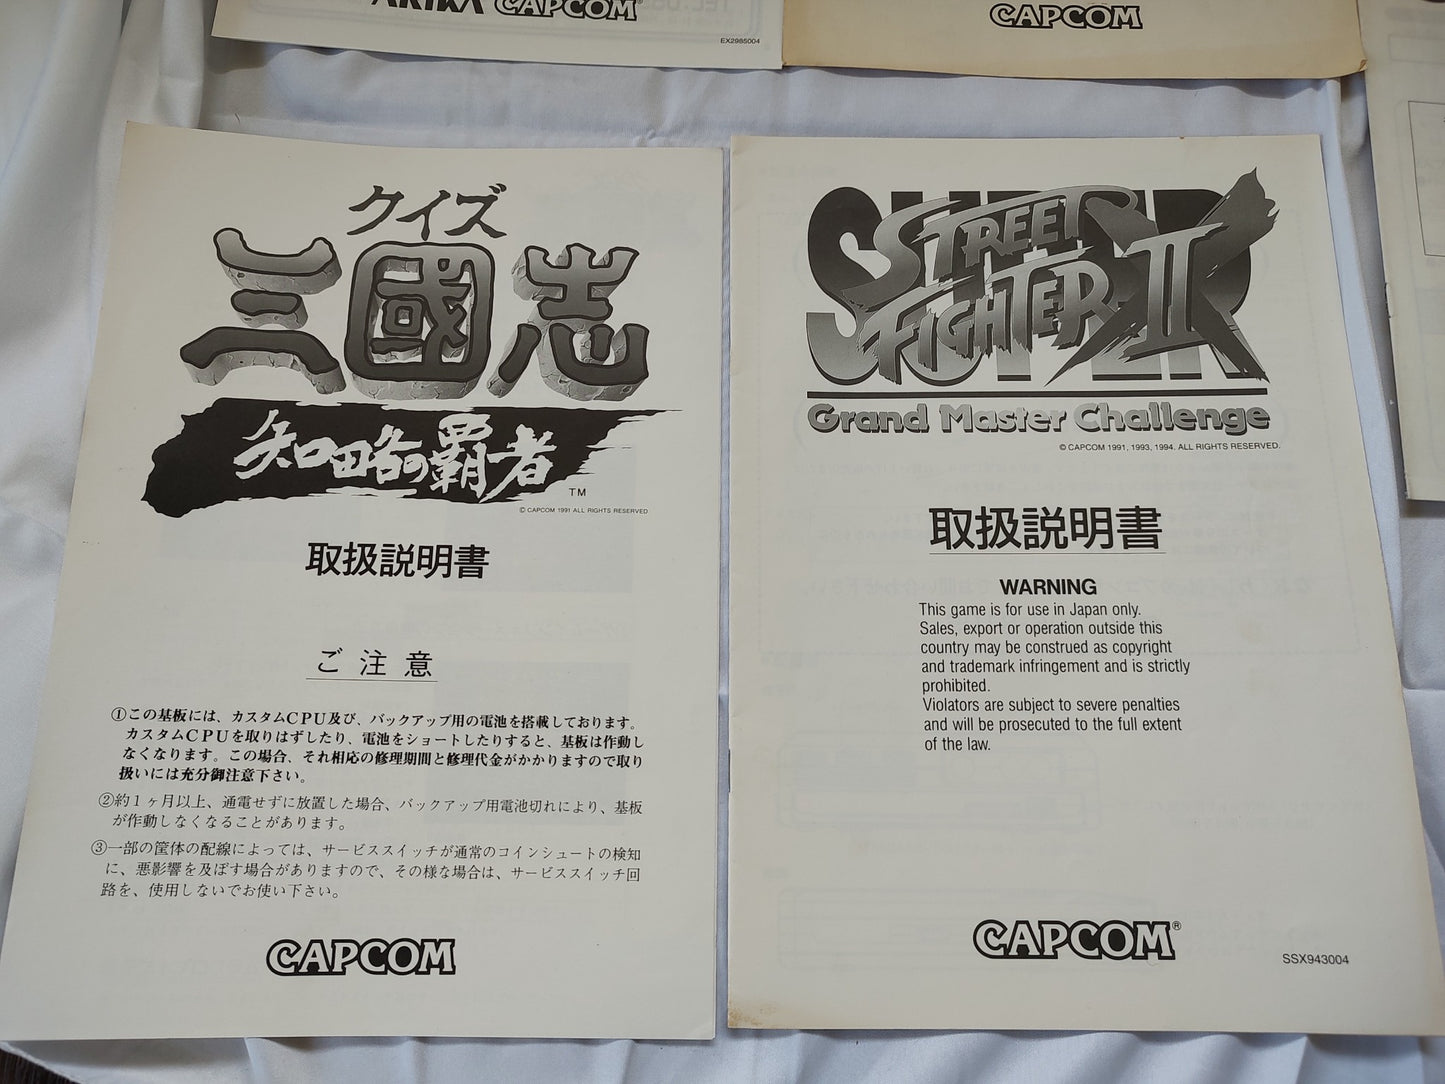 ARIKA CAPCOM
EX2985004
CAPCOM
クイズ
三國志
知略の覇者
TM
© CAPCOM 1991 ALL RIGHTS RESERVED
取扱説明書
ご注意
①この基板には、カスタムCPU及び、バックアップ用の電池を搭載しております。
カスタムCPUを取りはずしたり、電池をショートしたりすると、基板は作動し
なくなります。この場合、それ相応の修理期間と修理代金がかかりますので取り
扱いには充分御注意下さい。
②約1ヶ月以上、通電せずに放置した場合、バックアップ用電池切れにより、基板
が作動しなくなることがあります。
③一部の筐体の配線によっては、サービススイッチが通常のコインシュートの検知
に、悪影響を及ぼす場合がありますので、その様な場合は、サービススイッチ回
路を、使用しないでお使い下さい。
CAPCOM
SUPER
STREET
FIGHTER II X
Grand Master Challenge
© CAPCOM 1991, 1993, 1994. ALL RIGHTS RESERVED.
取扱説明書
WARNING
This game is for use in Japan only.
Sales, export or operation outside this
country may be construed as copyright
and trademark infringement and is strictly
prohibited.
Violators are subject to severe penalties
and will be prosecuted to the full extent
of the law.
CAPCOM®
SSX943004